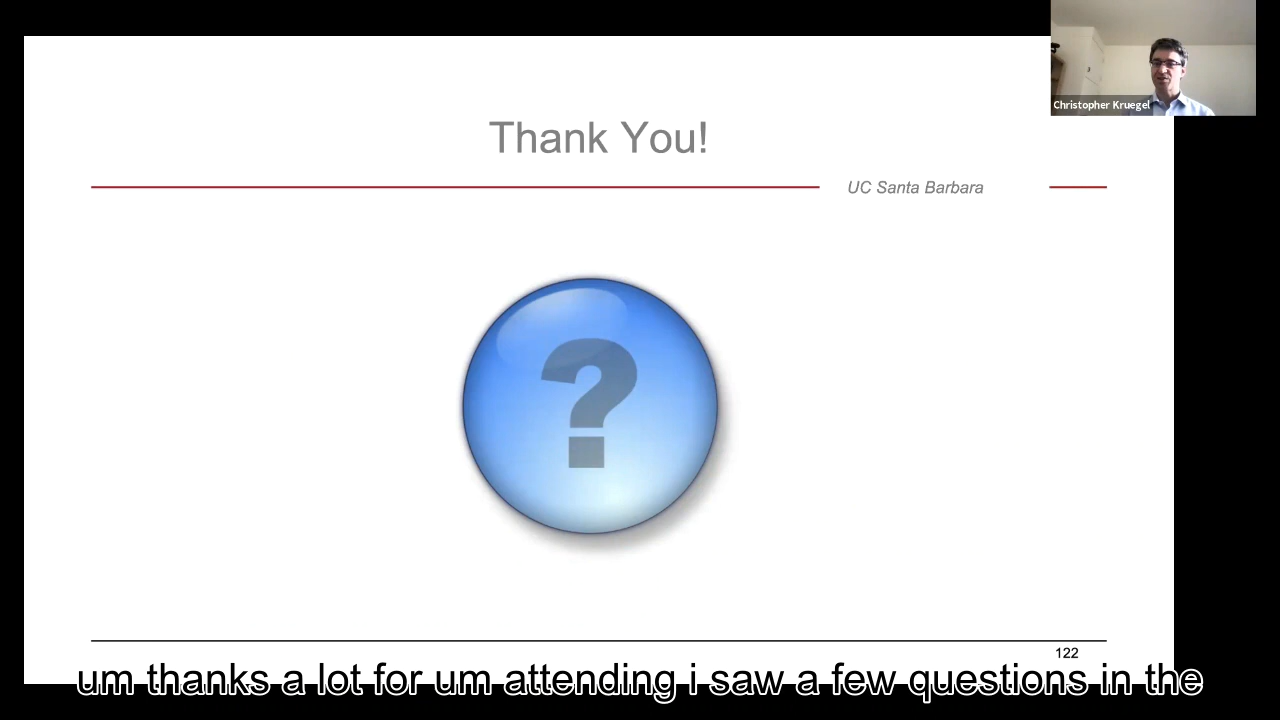 Christopher Kruegel
Thank You!
UC Santa Barbara
?
122
um thanks a lot for um attending i saw a few questions in the